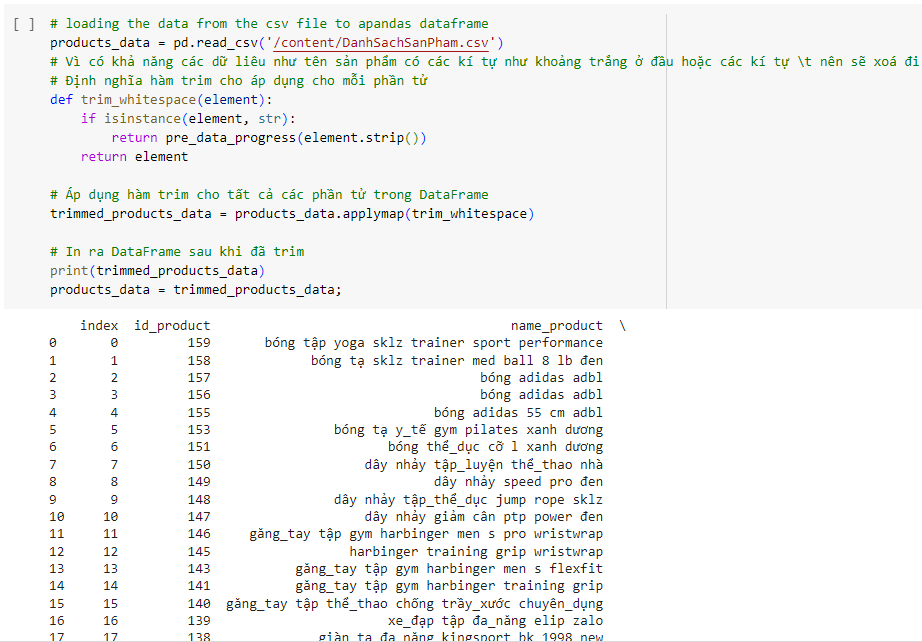 [ ] # loading the data from the csv file to apandas dataframe
products_data = pd.read_csv('/content/DanhSachSanPham.csv')
# Vì có khả năng các dữ liêu như tên sản phẩm có các kí tự như khoảng trắng ở đầu hoặc các kí tự \t nên sẽ xoá đi
# Định nghĩa hàm trim cho áp dụng cho mỗi phần tử
def trim_whitespace(element):
if isinstance(element, str):
return pre_data_progress(element.strip())
return element
# Áp dụng hàm trim cho tất cả các phần tử trong DataFrame
trimmed_products_data = products_data.applymap(trim_whitespace)
# In ra DataFrame sau khi đã trim
print(trimmed_products_data)
products_data = trimmed_products_data;
index id_product name_product \
0 0 159 bóng tập yoga sklz trainer sport performance
1 1 158 bóng tạ sklz trainer med ball 8 lb đen
2 2 157 bóng adidas adbl
3 3 156 bóng adidas adbl
4 4 155 bóng adidas 55 cm adbl
5 5 153 bóng tạ y_tế gym pilates xanh dương
6 6 151 bóng thể_dục cỡ l xanh dương
7 7 150 dây nhảy tập_luyện thể_thao nhà
8 8 149 dây nhảy speed pro đen
9 9 148 dây nhảy tập_thể_dục jump rope sklz
10 10 147 dây nhảy giảm cân ptp power đen
11 11 146 găng_tay tập gym harbinger men s pro wristwrap
12 12 145 harbinger training grip wristwrap
13 13 143 găng_tay tập gym harbinger men s flexfit
14 14 141 găng_tay tập gym harbinger training grip
15 15 140 găng_tay tập thể_thao chống trầy_xước chuyên_dụng
16 16 139 xe_đạp tập đa_năng elip zalo
17 17 138 giàn tạ đa_năng kingsport bk 1998 new